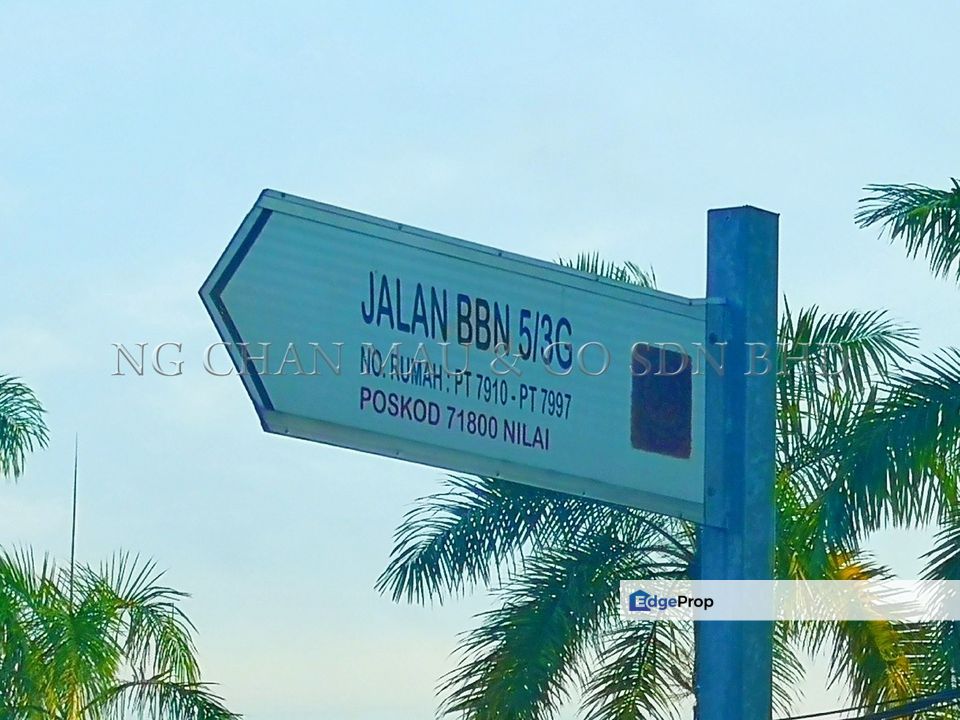 JALAN BBN 5/3G
NG CHAN MAU & CO SDN BHD
NO. RUMAH : PT 7910 - PT 7997
POSKOD 71800 NILAI
EdgeProp